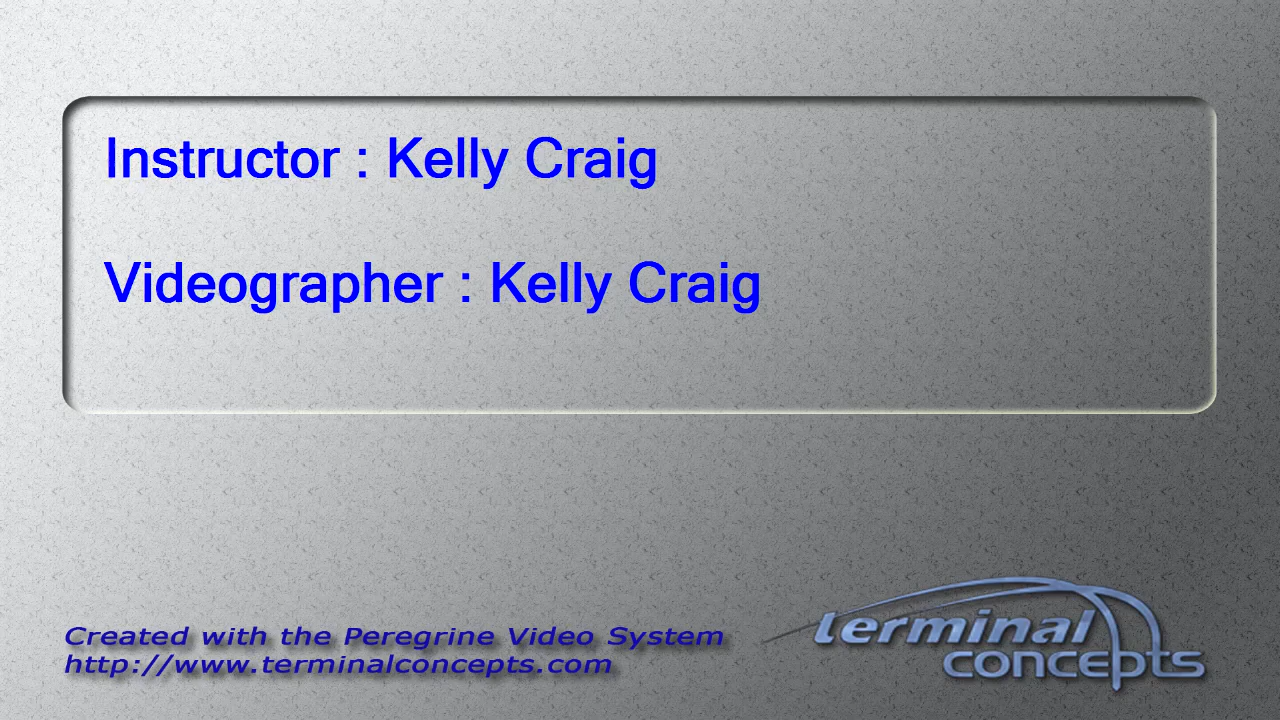 Instructor : Kelly Craig
Videographer : Kelly Craig
Created with the Peregrine Video System
http://www.terminalconcepts.com
terminal
concepts